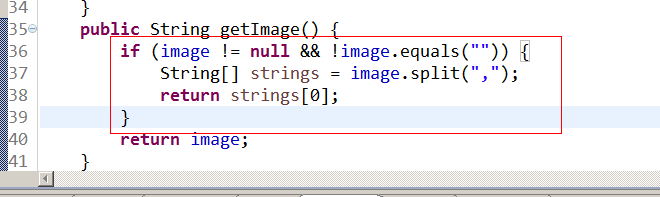 34 }
35 public String getImage() {
36 if (image != null && !image.equals("")) {
37 String[] strings = image.split(",");
38 return strings[0];
39 }
40 return image;
41 }